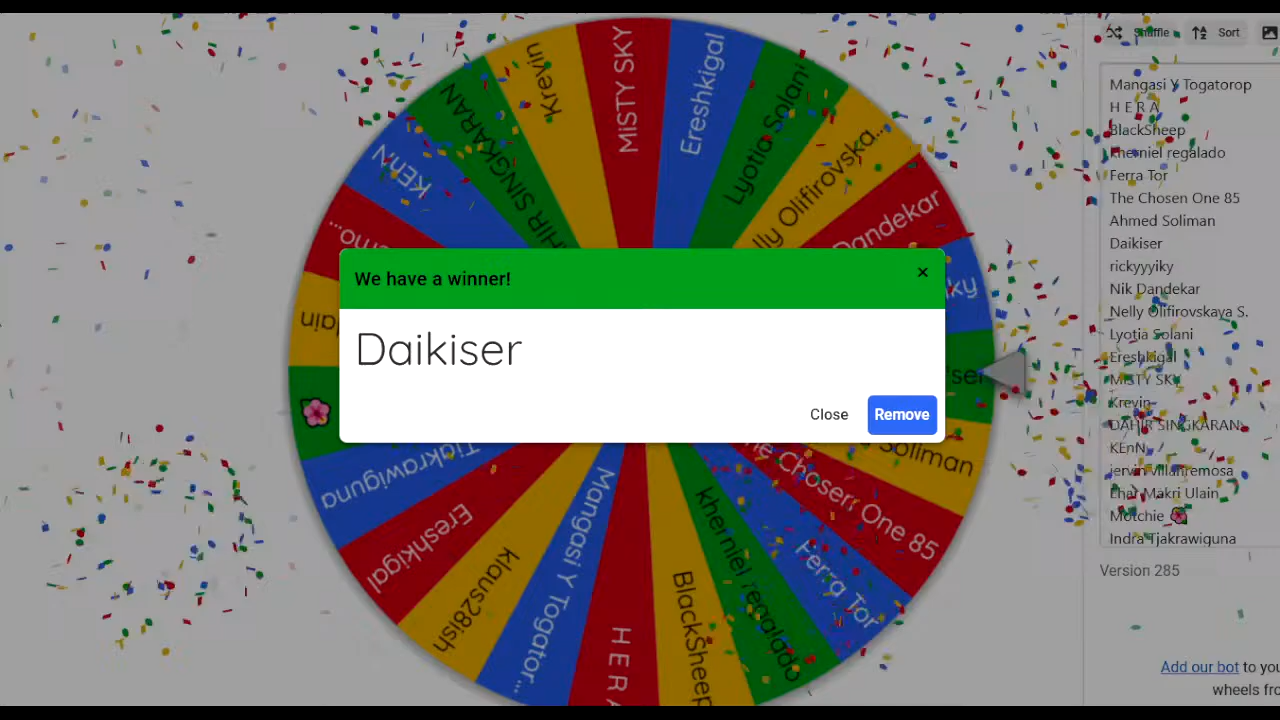 Shuffle
Sort
MiSTY SKY
Ereshkigal
Krevin
Lyotia Solani
KEnN
Dandekar
We have a winner!
×
Daikiser
Close
Remove
Soliman
The Chosen One 85
Ferra Tor
kherniel regalado
BlackSheep
H E R A
Mangasi Y Togator...
klaus28ish
Ereshkigal
Tjakrawiguna
Mangasi Y Togatorop
H E R A
BlackSheep
kherniel regalado
Ferra Tor
The Chosen One 85
Ahmed Soliman
Daikiser
rickyyyiky
Nik Dandekar
Nelly Olifirovskaya S.
Lyotia Solani
Ereshkigal
MiSTY SKY
Krevin
DAHIR SINGKARAN
KEnN
jervin villahremosa
Lhar Makri Ulain
Motchie 🌺
Indra Tjakrawiguna
Version 285
Add our bot to you
wheels fro